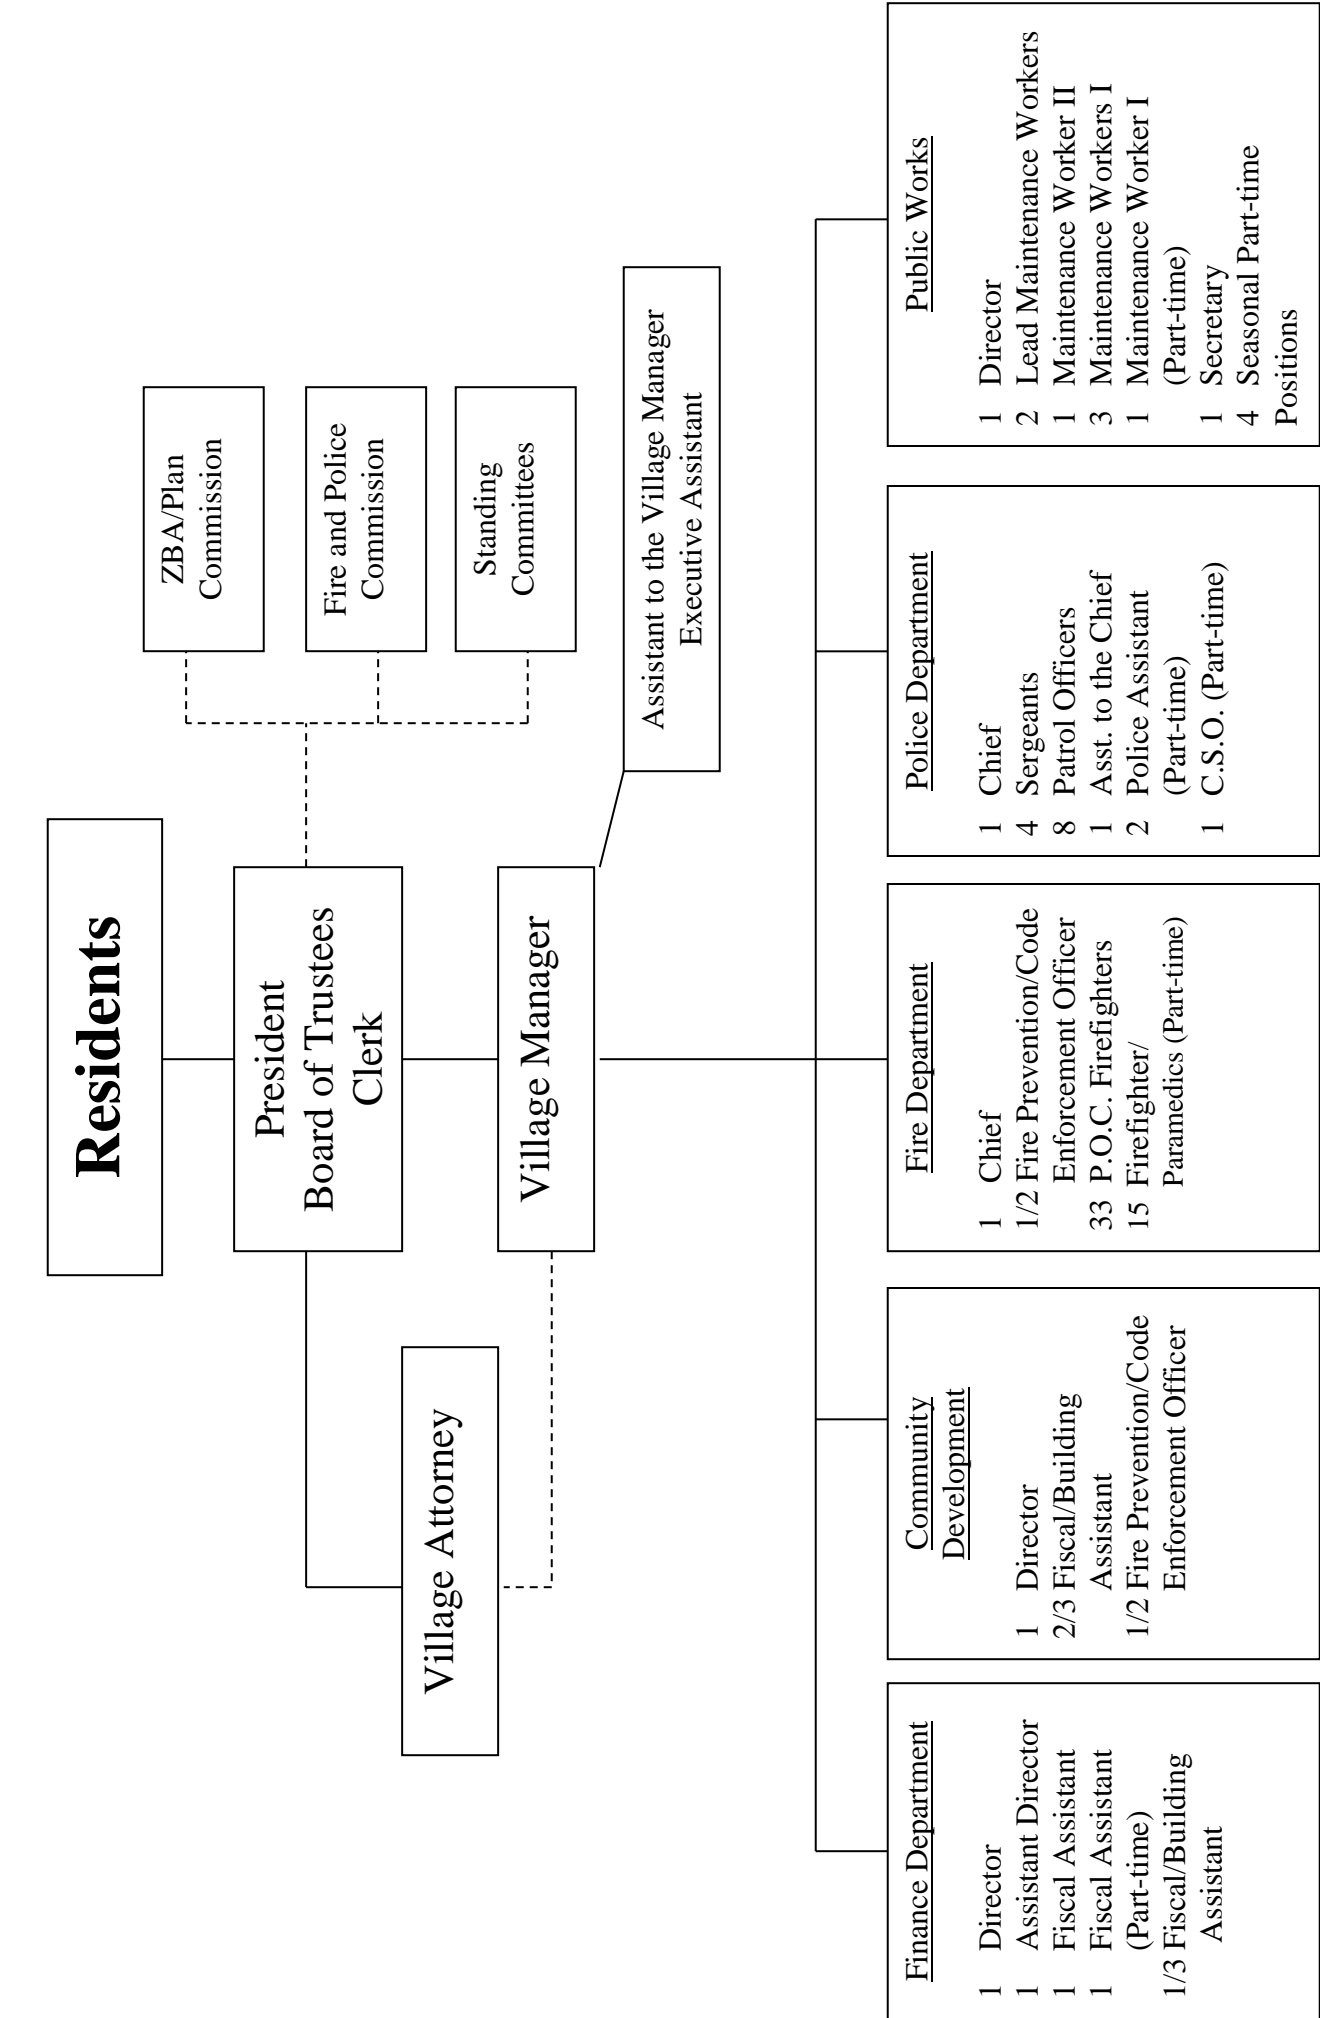 Residents
President
Board of Trustees
Clerk
ZBA/Plan
Commission
Fire and Police
Commission
Standing
Committees
Village Attorney
Village Manager
Assistant to the Village Manager
Executive Assistant
Finance Department
1 Director
1 Assistant Director
1 Fiscal Assistant
1 Fiscal Assistant
(Part-time)
1/3 Fiscal/Building
Assistant
Community
Development
1 Director
2/3 Fiscal/Building
Assistant
1/2 Fire Prevention/Code
Enforcement Officer
Fire Department
1 Chief
1/2 Fire Prevention/Code
Enforcement Officer
33 P.O.C. Firefighters
15 Firefighter/
Paramedics (Part-time)
Police Department
1 Chief
4 Sergeants
8 Patrol Officers
1 Asst. to the Chief
2 Police Assistant
(Part-time)
1 C.S.O. (Part-time)
Public Works
1 Director
2 Lead Maintenance Workers
1 Maintenance Worker II
3 Maintenance Workers I
1 Maintenance Worker I
(Part-time)
1 Secretary
4 Seasonal Part-time
Positions